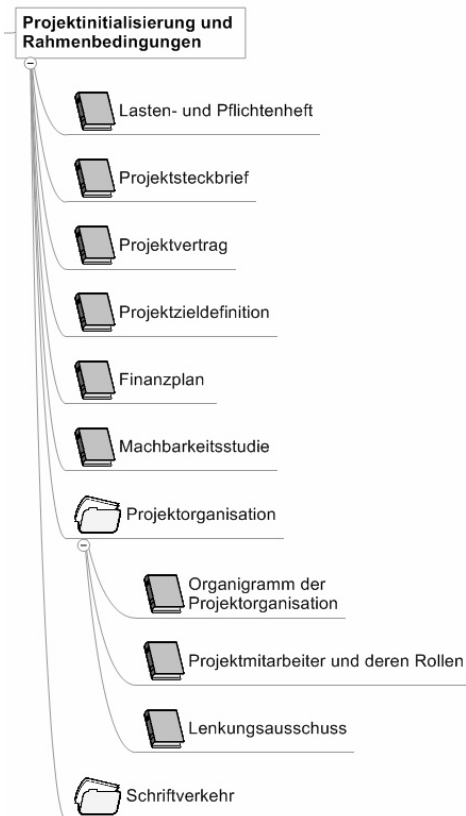 Projektinitialisierung und
Rahmenbedingungen
Lasten- und Pflichtenheft
Projektsteckbrief
Projektvertrag
Projektzieldefinition
Finanzplan
Machbarkeitsstudie
Projektorganisation
Organigramm der
Projektorganisation
Projektmitarbeiter und deren Rollen
Lenkungsausschuss
Schriftverkehr